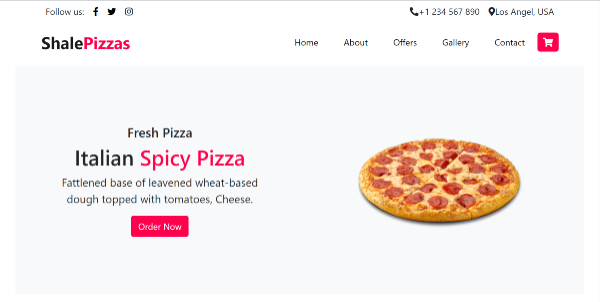 Follow us:
+1 234 567 890 Los Angel, USA
ShalePizzas
Home About Offers Gallery Contact
Fresh Pizza
Italian Spicy Pizza
Fattlened base of leavened wheat-based
dough topped with tomatoes, Cheese.
Order Now